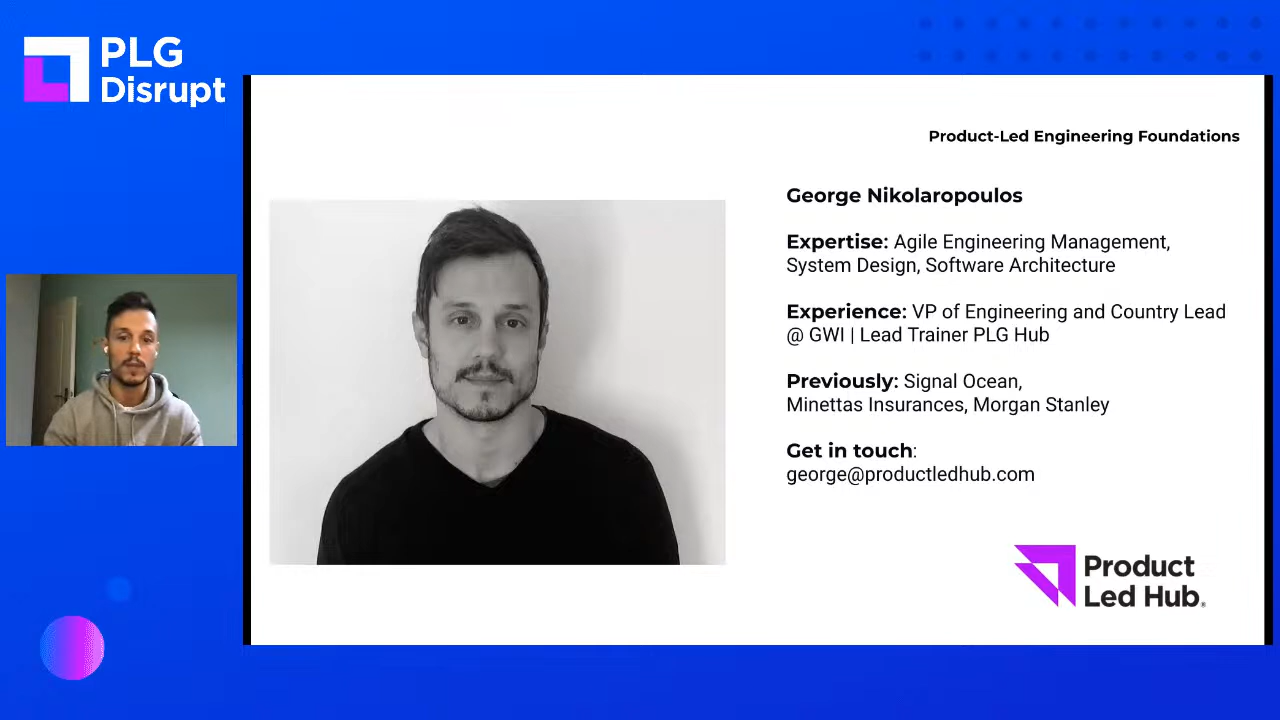 PLG
Disrupt
Product-Led Engineering Foundations
George Nikolaropoulos
Expertise: Agile Engineering Management,
System Design, Software Architecture
Experience: VP of Engineering and Country Lead
@ GWI | Lead Trainer PLG Hub
Previously: Signal Ocean,
Minettas Insurances, Morgan Stanley
Get in touch:
george@productledhub.com
Product
Led Hub®